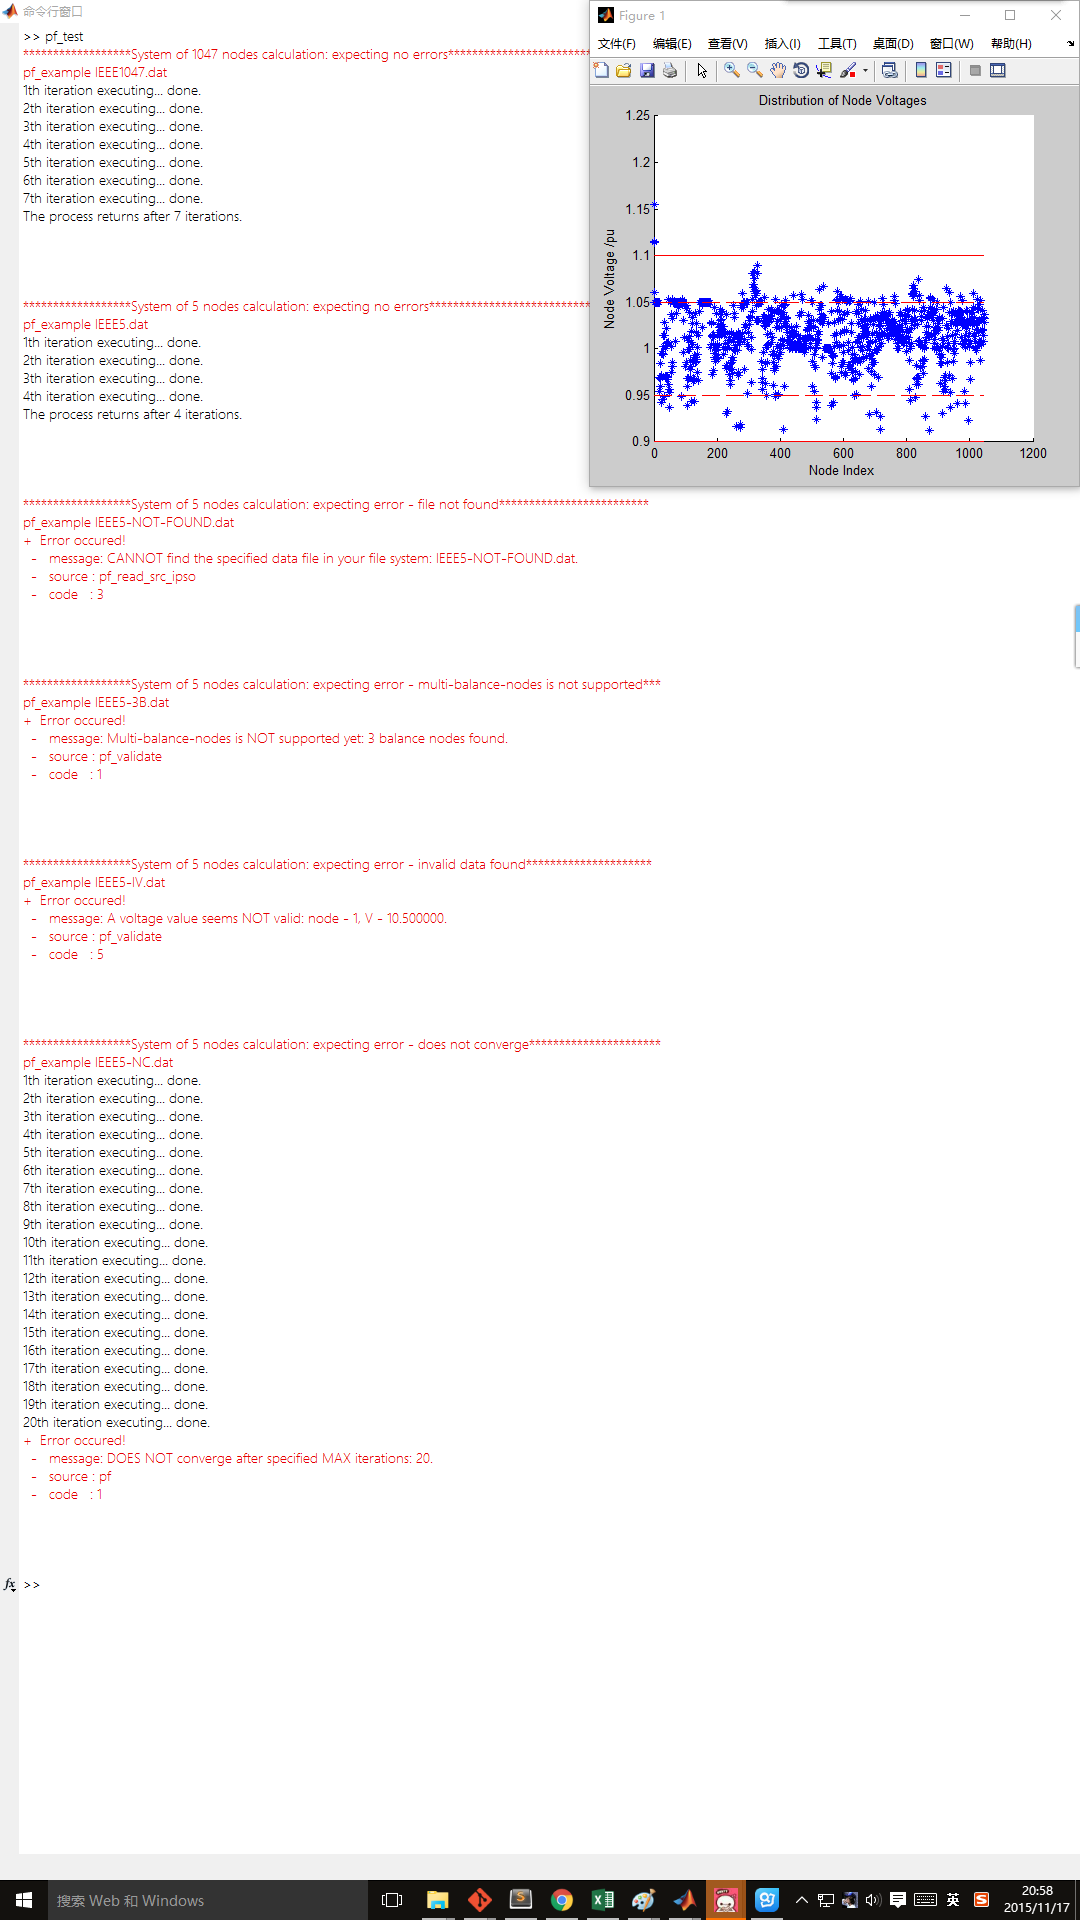 命令行窗口
>> pf_test
******************System of 1047 nodes calculation: expecting no errors************************
pf_example IEEE1047.dat
1th iteration executing... done.
2th iteration executing... done.
3th iteration executing... done.
4th iteration executing... done.
5th iteration executing... done.
6th iteration executing... done.
7th iteration executing... done.
The process returns after 7 iterations.
******************System of 5 nodes calculation: expecting no errors***************************
pf_example IEEE5.dat
1th iteration executing... done.
2th iteration executing... done.
3th iteration executing... done.
4th iteration executing... done.
The process returns after 4 iterations.
******************System of 5 nodes calculation: expecting error - file not found*************************
pf_example IEEE5-NOT-FOUND.dat
+ Error occured!
- message: CANNOT find the specified data file in your file system: IEEE5-NOT-FOUND.dat.
- source : pf_read_src_ipso
- code : 3
******************System of 5 nodes calculation: expecting error - multi-balance-nodes is not supported***
pf_example IEEE5-3B.dat
+ Error occured!
- message: Multi-balance-nodes is NOT supported yet: 3 balance nodes found.
- source : pf_validate
- code : 1
******************System of 5 nodes calculation: expecting error - invalid data found*********************
pf_example IEEE5-IV.dat
+ Error occured!
- message: A voltage value seems NOT valid: node - 1, V - 10.500000.
- source : pf_validate
- code : 5
******************System of 5 nodes calculation: expecting error - does not converge**********************
pf_example IEEE5-NC.dat
1th iteration executing... done.
2th iteration executing... done.
3th iteration executing... done.
4th iteration executing... done.
5th iteration executing... done.
6th iteration executing... done.
7th iteration executing... done.
8th iteration executing... done.
9th iteration executing... done.
10th iteration executing... done.
11th iteration executing... done.
12th iteration executing... done.
13th iteration executing... done.
14th iteration executing... done.
15th iteration executing... done.
16th iteration executing... done.
17th iteration executing... done.
18th iteration executing... done.
19th iteration executing... done.
20th iteration executing... done.
+ Error occured!
- message: DOES NOT converge after specified MAX iterations: 20.
- source : pf
- code : 1
fx >>
Figure 1
文件(F) 编辑(E) 查看(V) 插入(I) 工具(T) 桌面(D) 窗口(W) 帮助(H)
Distribution of Node Voltages
1.25
1.2
1.15
1.1
1.05
1
0.95
0.9
Node Voltage /pu
0 200 400 600 800 1000 1200
Node Index
搜索 Web 和 Windows
英
20:58
2015/11/17